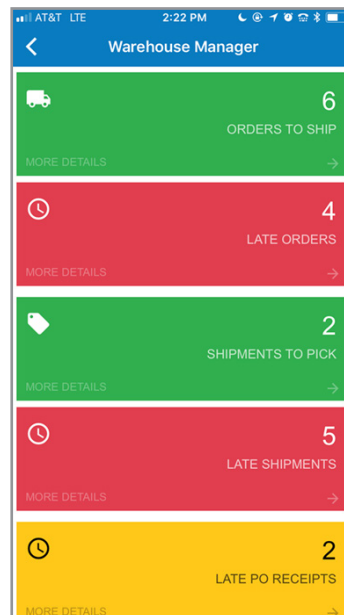 AT&T LTE 2:22 PM
Warehouse Manager
6
ORDERS TO SHIP
MORE DETAILS
4
LATE ORDERS
MORE DETAILS
2
SHIPMENTS TO PICK
MORE DETAILS
5
LATE SHIPMENTS
MORE DETAILS
2
LATE PO RECEIPTS
MORE DETAILS